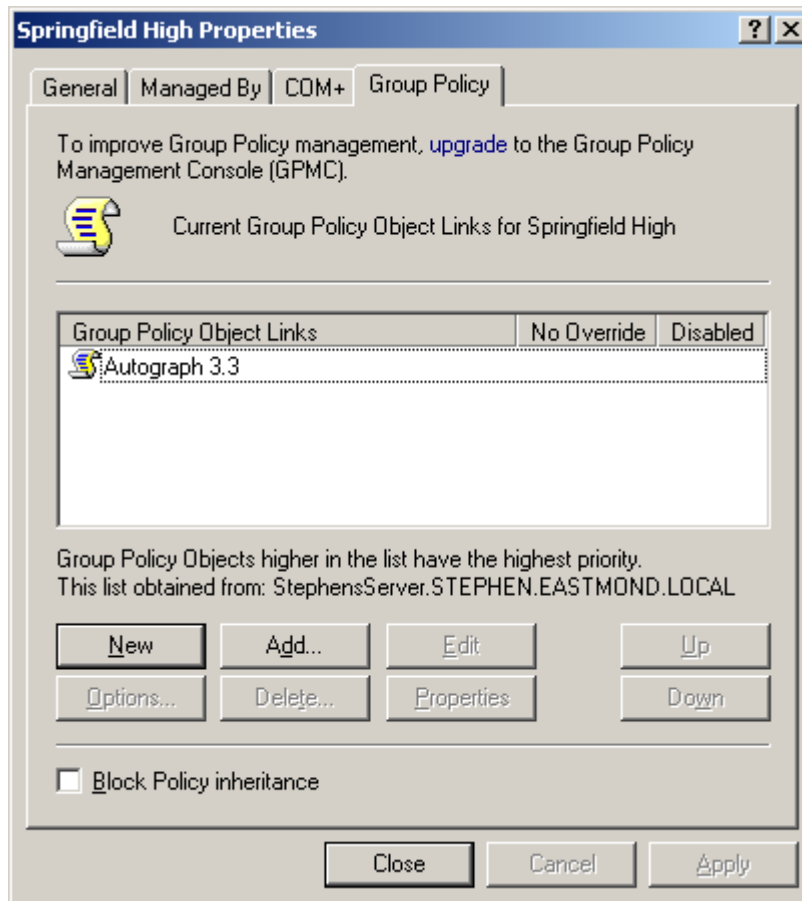 Springfield High Properties
General Managed By COM+ Group Policy
To improve Group Policy management, upgrade to the Group Policy
Management Console (GPMC).
Current Group Policy Object Links for Springfield High
Group Policy Object Links No Override Disabled
Autograph 3.3
Group Policy Objects higher in the list have the highest priority.
This list obtained from: StephensServer.STEPHEN.EASTMOND.LOCAL
New Add... Edit Up
Options... Delete... Properties Down
Block Policy inheritance
Close Cancel Apply